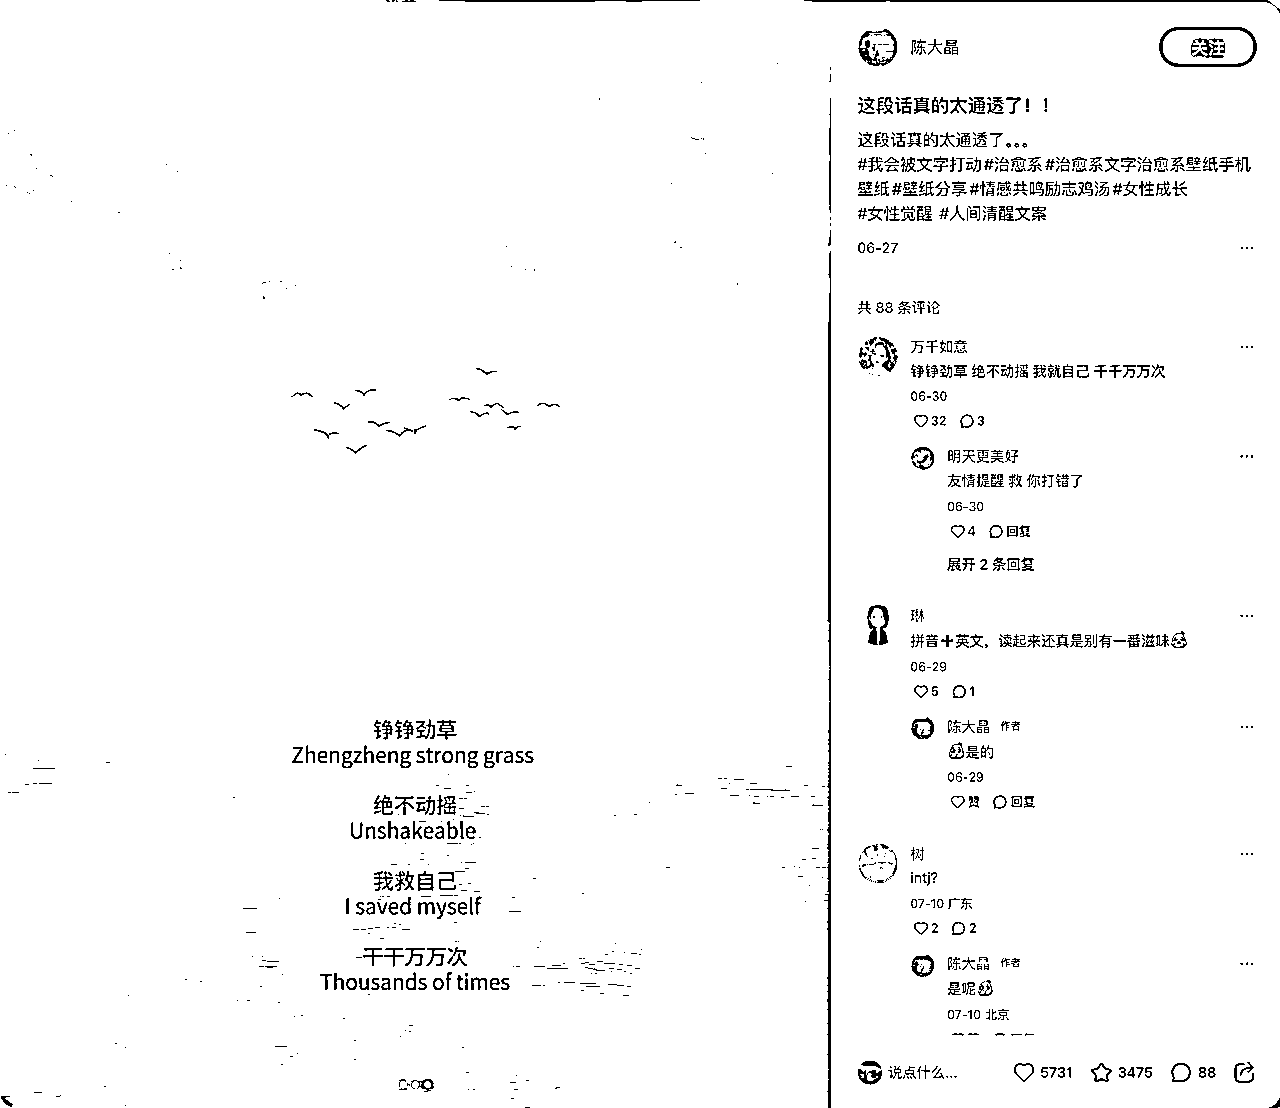 铮铮劲草
Zhengzheng strong grass
绝不动摇
Unshakeable
我救自己
I saved myself
千千万万次
Thousands of times
陈大晶
关注
这段话真的太通透了！！
这段话真的太通透了。。。
#我会被文字打动#治愈系#治愈系文字治愈系壁纸手机
壁纸#壁纸分享#情感共鸣励志鸡汤#女性成长
#女性觉醒 #人间清醒文案
06-27
共 88 条评论
万千如意
铮铮劲草 绝不动摇 我就自己 千千万万次
06-30
32 3
明天更美好
友情提醒 救 你打错了
06-30
4 回复
展开 2 条回复
琳
拼音+英文，读起来还真是别有一番滋味
06-29
5 1
陈大晶 作者
是的
06-29
赞 回复
树
intj?
07-10 广东
2 2
陈大晶 作者
是呢
07-10 北京
说点什么... 5731 3475 88